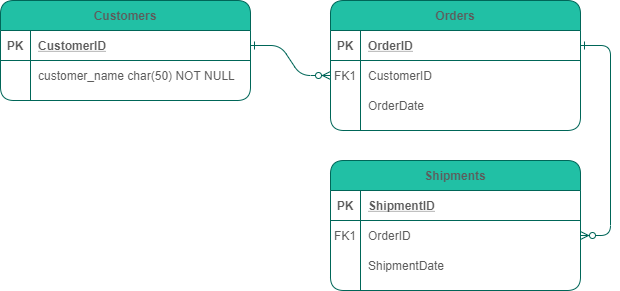 Customers
PK CustomerID
customer_name char(50) NOT NULL
Orders
PK OrderID
FK1 CustomerID
OrderDate
Shipments
PK ShipmentID
FK1 OrderID
ShipmentDate